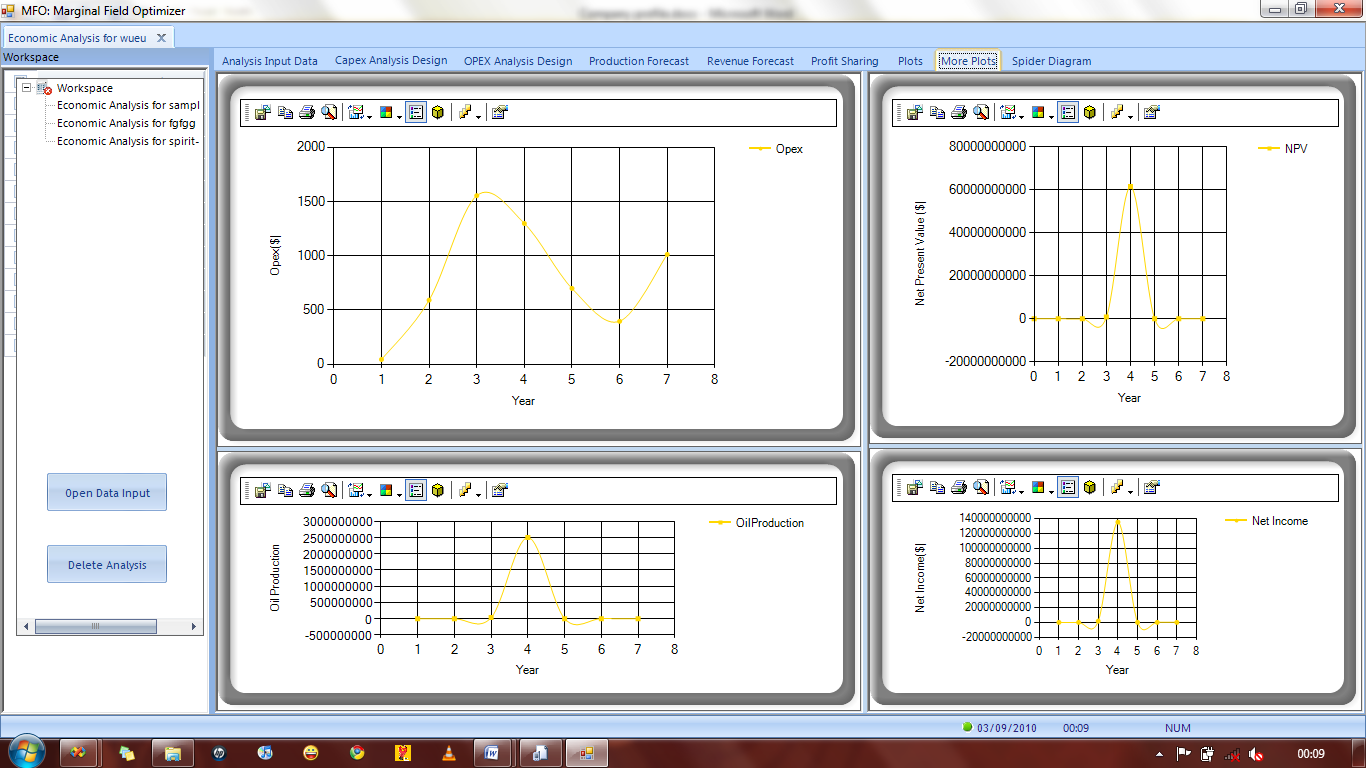 MFO: Marginal Field Optimizer
Economic Analysis for wueu
Workspace
Workspace
Economic Analysis for sampl
Economic Analysis for fgfgg
Economic Analysis for spirit-
Open Data Input
Delete Analysis
Analysis Input Data Capex Analysis Design OPEX Analysis Design Production Forecast Revenue Forecast Profit Sharing Plots More Plots Spider Diagram
Opex
2000
1500
1000
500
0
Opex($|
0 1 2 3 4 5 6 7 8
Year
NPV
80000000000
60000000000
40000000000
20000000000
0
-20000000000
Net Present Value ($|
0 1 2 3 4 5 6 7 8
Year
OilProduction
3000000000
2500000000
2000000000
1500000000
1000000000
500000000
0
-500000000
Oil Production
0 1 2 3 4 5 6 7 8
Year
Net Income
140000000000
120000000000
100000000000
80000000000
60000000000
40000000000
20000000000
0
-20000000000
Net Income($|
0 1 2 3 4 5 6 7 8
Year
03/09/2010 00:09 NUM
00:09